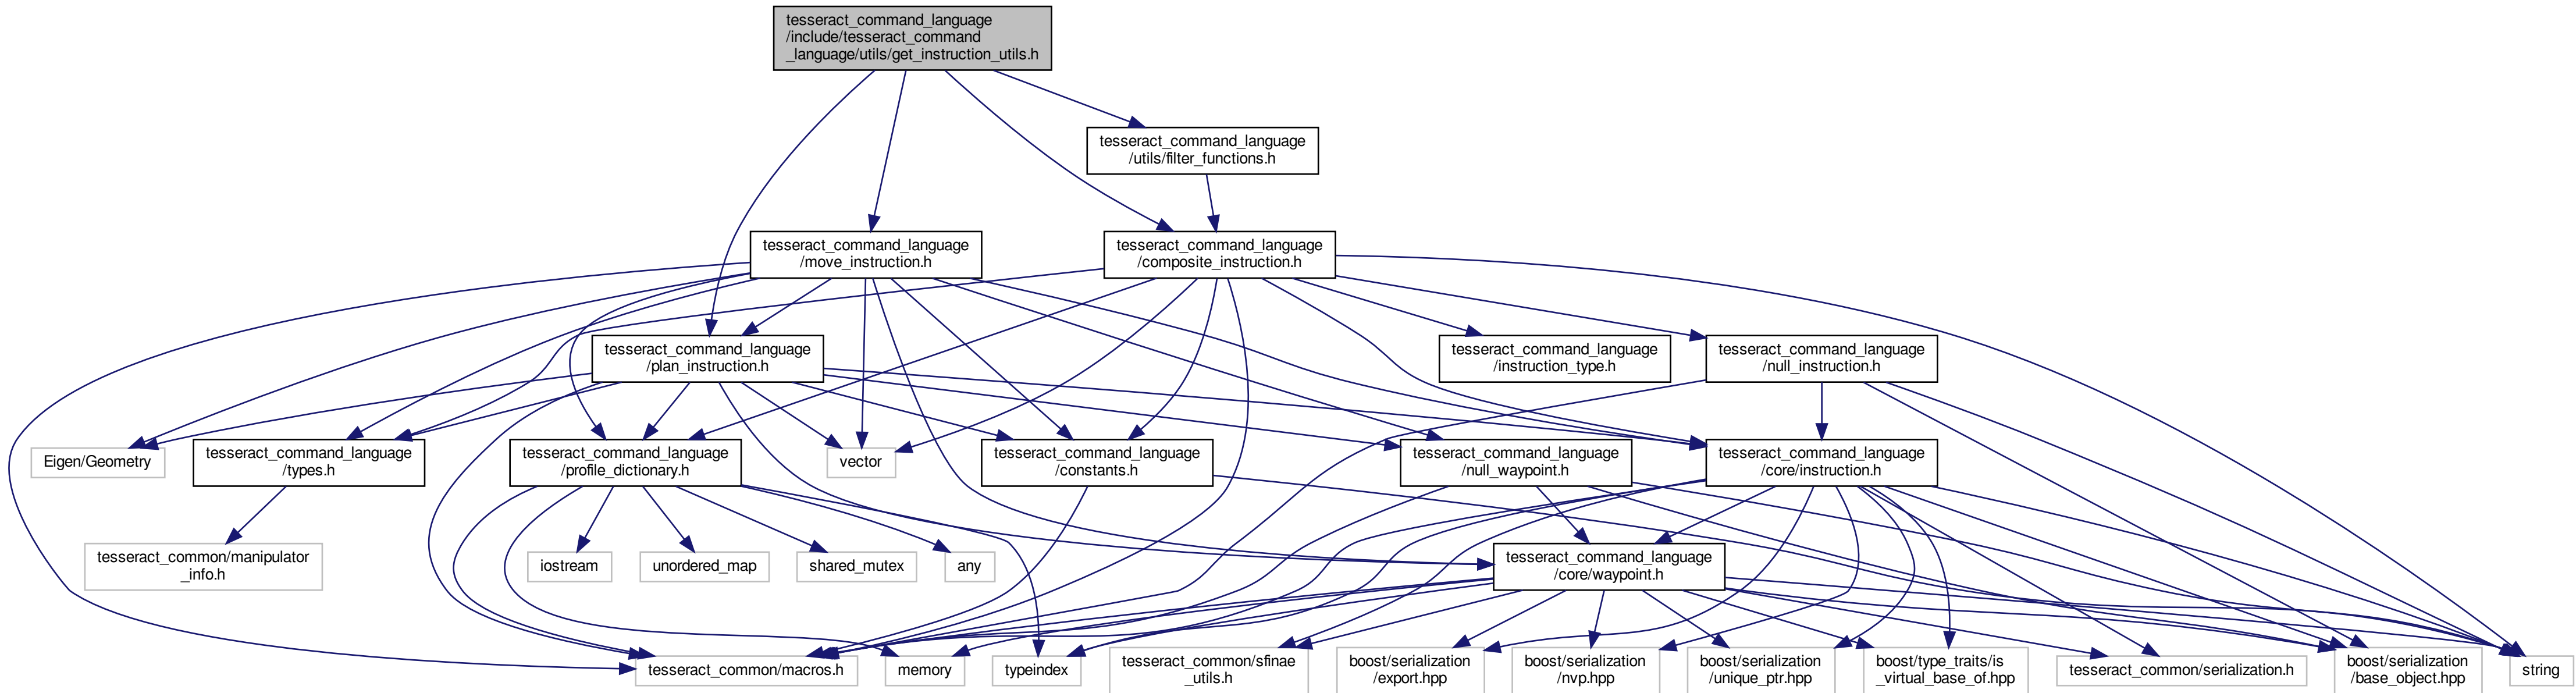 tesseract_command_language
/include/tesseract_command
_language/utils/get_instruction_utils.h
tesseract_command_language
/utils/filter_functions.h
tesseract_command_language
/move_instruction.h
tesseract_command_language
/composite_instruction.h
tesseract_command_language
/plan_instruction.h
tesseract_command_language
/instruction_type.h
tesseract_command_language
/null_instruction.h
Eigen/Geometry
tesseract_command_language
/types.h
tesseract_command_language
/profile_dictionary.h
vector
tesseract_command_language
/constants.h
tesseract_command_language
/null_waypoint.h
tesseract_command_language
/core/instruction.h
tesseract_common/manipulator
_info.h
iostream
unordered_map
shared_mutex
any
tesseract_command_language
/core/waypoint.h
tesseract_common/macros.h
memory
typeindex
tesseract_common/sfinae
_utils.h
boost/serialization
/export.hpp
boost/serialization
/nvp.hpp
boost/serialization
/unique_ptr.hpp
boost/type_traits/is
_virtual_base_of.hpp
tesseract_common/serialization.h
boost/serialization
/base_object.hpp
string